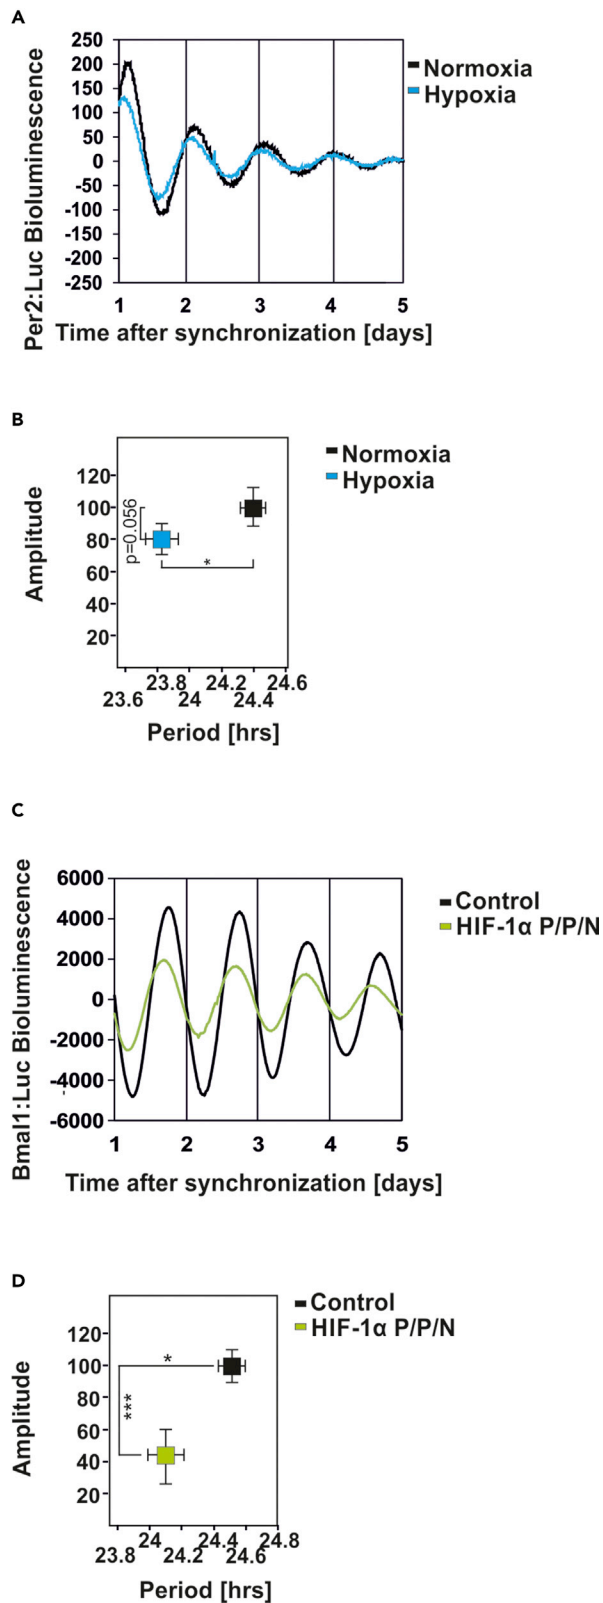 A
Per2:Luc Bioluminescence
250
200
150
100
50
0
-50
-100
-150
-200
-250
1 2 3 4 5
Time after synchronization [days]
Normoxia
Hypoxia
B
Amplitude
120
100
80
60
40
20
p=0.056
*
23.6 23.8 24 24.2 24.4 24.6
Period [hrs]
Normoxia
Hypoxia
C
Bmal1:Luc Bioluminescence
6000
4000
2000
0
-2000
-4000
-6000
1 2 3 4 5
Time after synchronization [days]
Control
HIF-1α P/P/N
D
Amplitude
120
100
80
60
40
20
*
***
23.8 24 24.2 24.4 24.6 24.8
Period [hrs]
Control
HIF-1α P/P/N